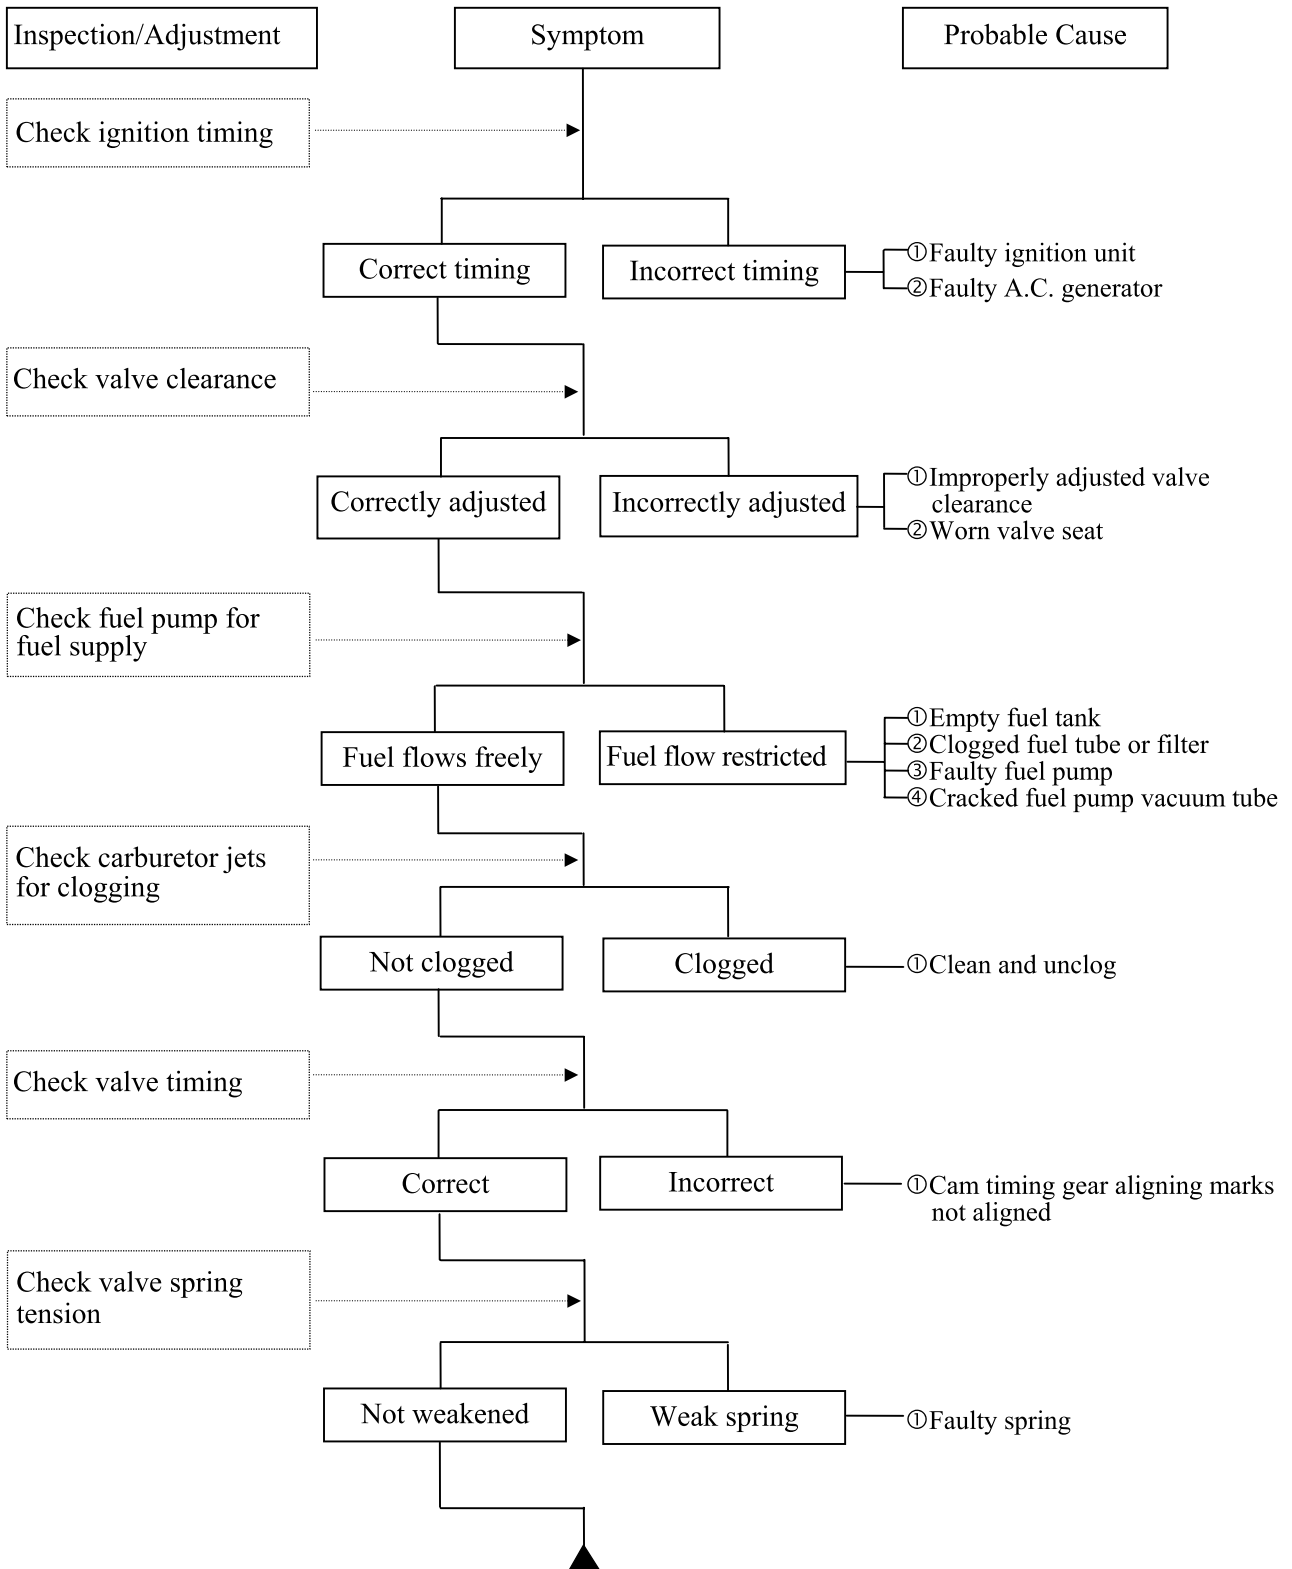 Inspection/Adjustment
Symptom
Probable Cause
Check ignition timing
Correct timing
Incorrect timing
①Faulty ignition unit
②Faulty A.C. generator
Check valve clearance
Correctly adjusted
Incorrectly adjusted
①Improperly adjusted valve
clearance
②Worn valve seat
Check fuel pump for
fuel supply
Fuel flows freely
Fuel flow restricted
①Empty fuel tank
②Clogged fuel tube or filter
③Faulty fuel pump
④Cracked fuel pump vacuum tube
Check carburetor jets
for clogging
Not clogged
Clogged
①Clean and unclog
Check valve timing
Correct
Incorrect
①Cam timing gear aligning marks
not aligned
Check valve spring
tension
Not weakened
Weak spring
①Faulty spring